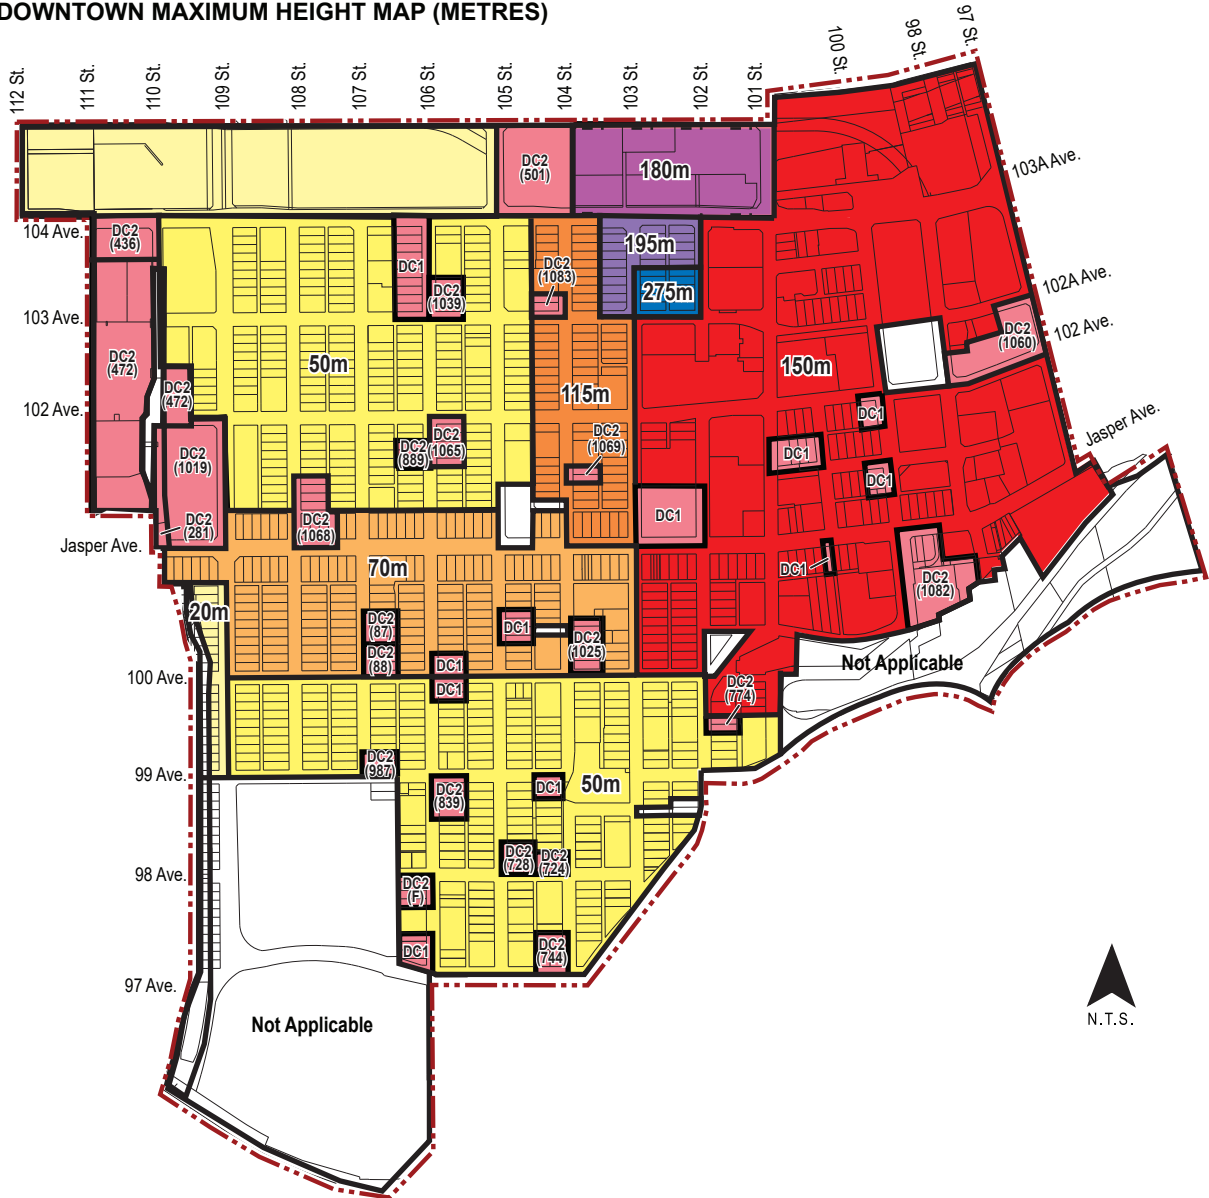 DOWNTOWN MAXIMUM HEIGHT MAP (METRES)
112 St.
111 St.
110 St.
109 St.
108 St.
107 St.
106 St.
105 St.
104 St.
103 St.
102 St.
101 St.
100 St.
98 St.
97 St.
103A Ave.
102A Ave.
102 Ave.
Jasper Ave.
104 Ave.
103 Ave.
102 Ave.
Jasper Ave.
100 Ave.
99 Ave.
98 Ave.
97 Ave.
DC2
(501)
180m
DC2
(436)
DC1
DC2
(1039)
DC2
(1083)
195m
275m
DC2
(1060)
DC2
(472)
50m
DC2
(472)
115m
150m
DC1
DC2
(1019)
DC2
(889)
DC2
(1065)
DC2
(1069)
DC1
DC1
DC2
(281)
DC2
(1068)
DC1
DC1
DC2
(1082)
70m
20m
DC2
(87)
DC2
(88)
DC1
DC1
DC2
(1025)
DC1
DC2
(774)
Not Applicable
DC2
(987)
DC2
(839)
DC1
50m
DC2
(728)
DC2
(724)
DC2
(F)
DC1
DC2
(744)
Not Applicable
N.T.S.